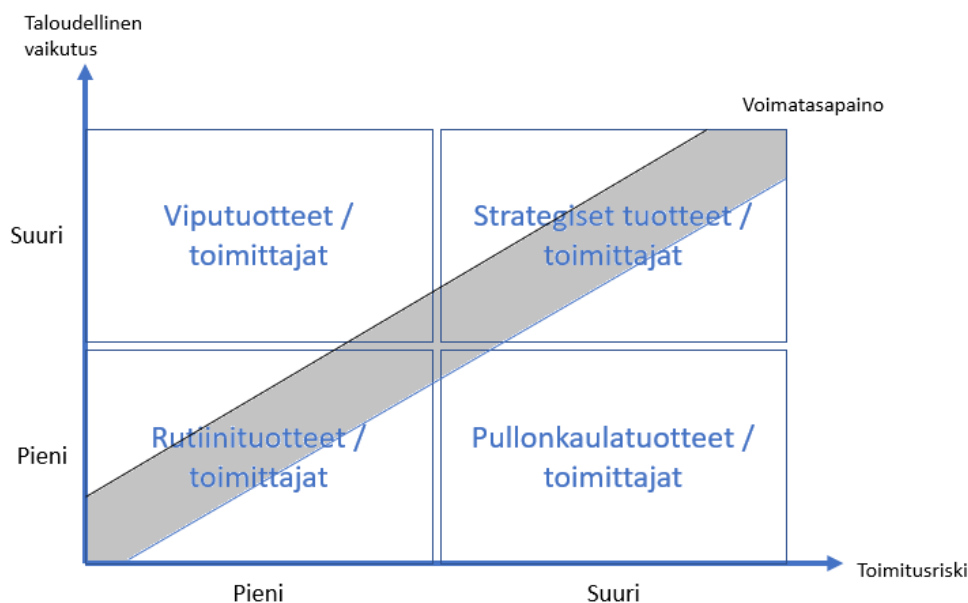 Taloudellinen
vaikutus
Voimatasapaino
Suuri
Viputuotteet /
toimittajat
Strategiset tuotteet /
toimittajat
Pieni
Rutiinituotteet /
toimittajat
Pullonkaulatuotteet /
toimittajat
Toimitusriski
Pieni
Suuri